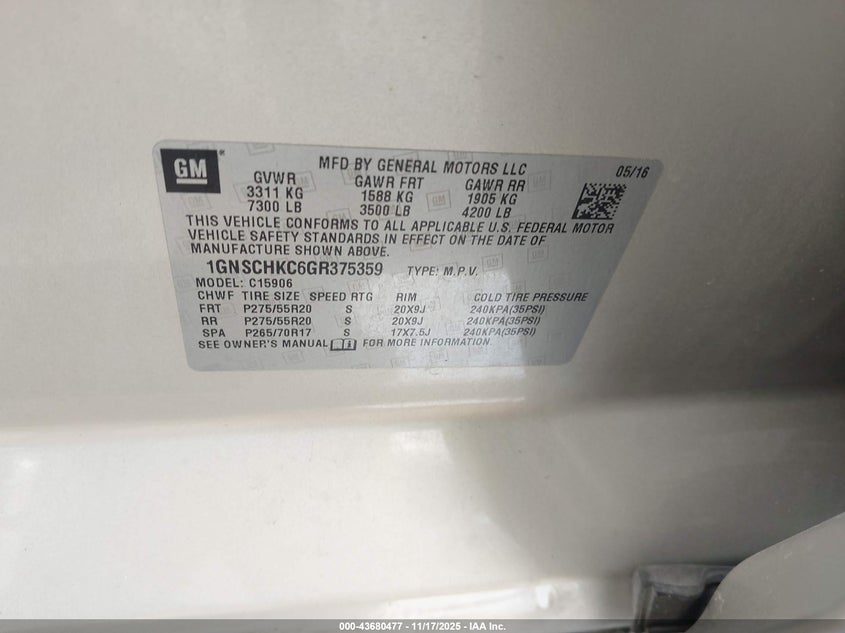 GM
MFD BY GENERAL MOTORS LLC 05/16
GVWR GAWR FRT GAWR RR
3311 KG 1588 KG 1905 KG
7300 LB 3500 LB 4200 LB
THIS VEHICLE CONFORMS TO ALL APPLICABLE U.S. FEDERAL MOTOR
VEHICLE SAFETY STANDARDS IN EFFECT ON THE DATE OF
MANUFACTURE SHOWN ABOVE.
1GNSCHKC6GR375359 TYPE: M.P.V.
MODEL: C15906
CHWF TIRE SIZE SPEED RTG RIM COLD TIRE PRESSURE
FRT P275/55R20 S 20X9J 240KPA(35PSI)
RR P275/55R20 S 20X9J 240KPA(35PSI)
SPA P265/70R17 S 17X7.5J 240KPA(35PSI)
SEE OWNER'S MANUAL FOR MORE INFORMATION.
000-43680477 - 11/17/2025 - IAA Inc.